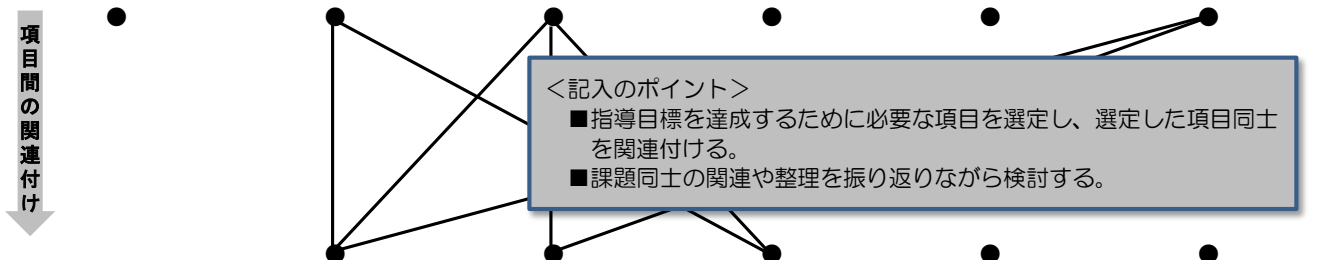 項目間の関連付け
＜記入のポイント＞
■指導目標を達成するために必要な項目を選定し、選定した項目同士
を関連付ける。
■課題同士の関連や整理を振り返りながら検討する。